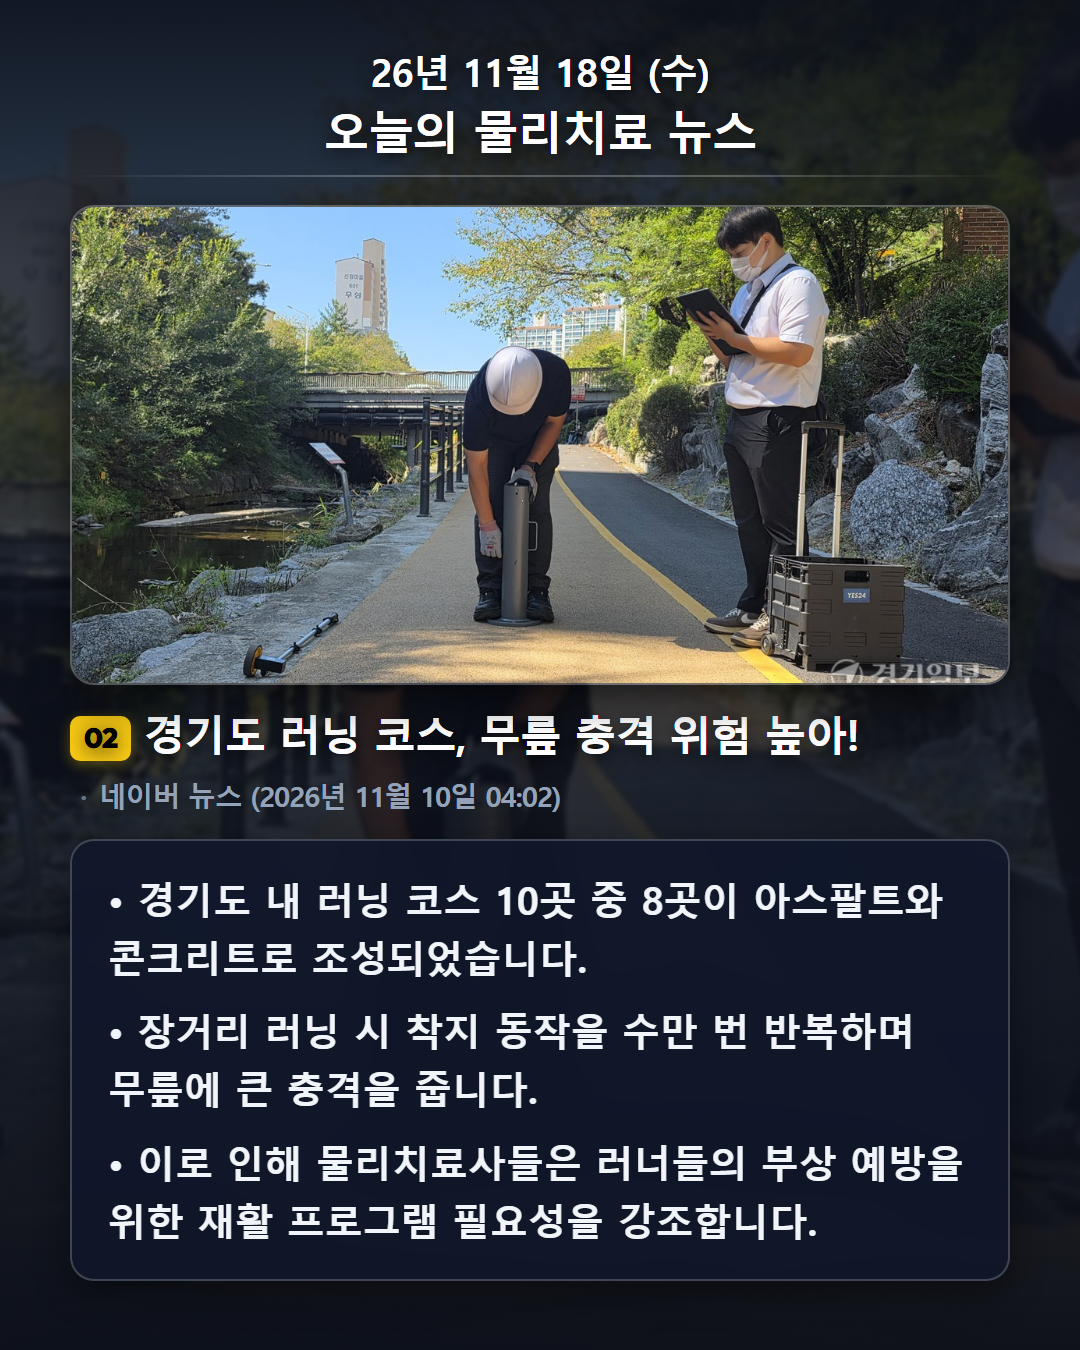 26년 11월 18일 (수)
오늘의 물리치료 뉴스
우성
YES24
경기일보
02 경기도 러닝 코스, 무릎 충격 위험 높아!
· 네이버 뉴스 (2026년 11월 10일 04:02)
• 경기도 내 러닝 코스 10곳 중 8곳이 아스팔트와
콘크리트로 조성되었습니다.
• 장거리 러닝 시 착지 동작을 수만 번 반복하며
무릎에 큰 충격을 줍니다.
• 이로 인해 물리치료사들은 러너들의 부상 예방을
위한 재활 프로그램 필요성을 강조합니다.